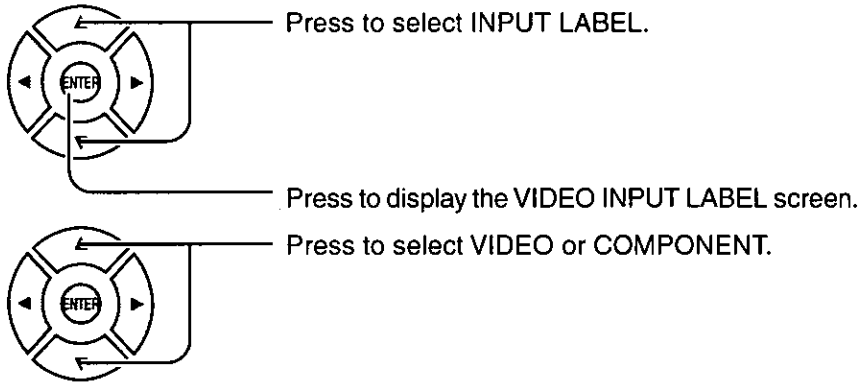 Press to select INPUT LABEL.
ENTER
Press to display the VIDEO INPUT LABEL screen.
Press to select VIDEO or COMPONENT.
ENTER